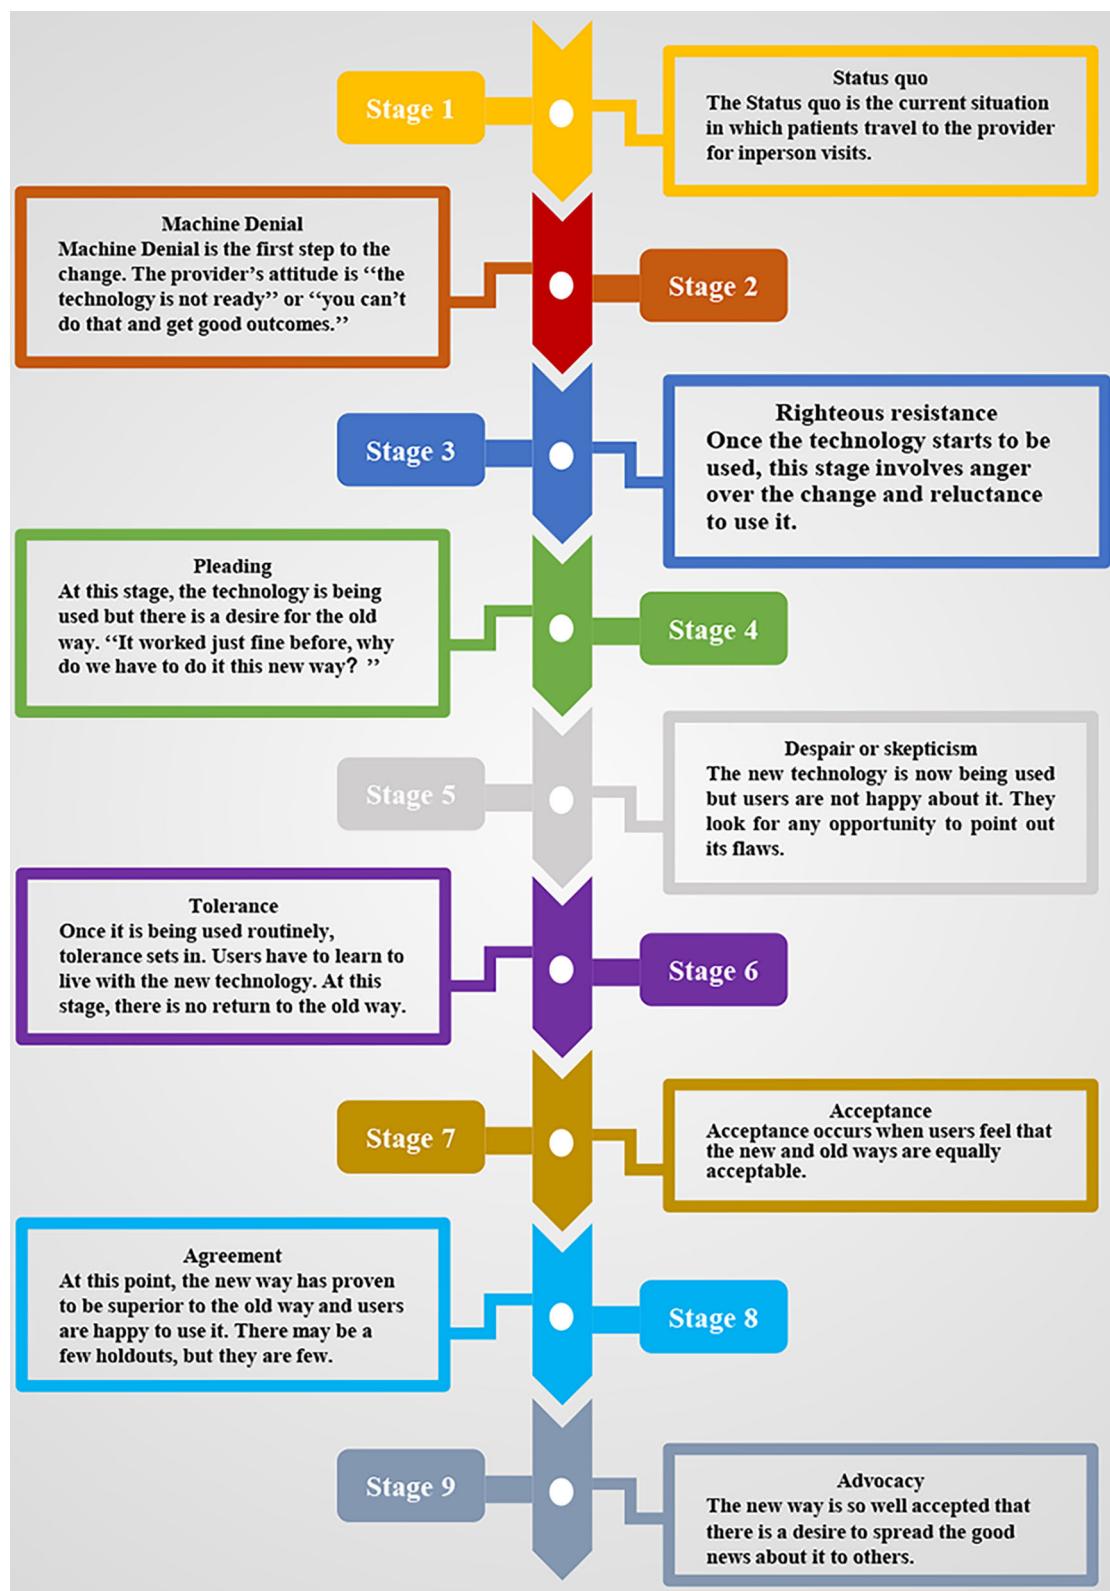 Stage 1
Status quo
The Status quo is the current situation
in which patients travel to the provider
for inperson visits.
Machine Denial
Machine Denial is the first step to the
change. The provider’s attitude is ‘‘the
technology is not ready’’ or ‘‘you can’t
do that and get good outcomes.’’
Stage 2
Stage 3
Righteous resistance
Once the technology starts to be
used, this stage involves anger
over the change and reluctance
to use it.
Pleading
At this stage, the technology is being
used but there is a desire for the old
way. ‘‘It worked just fine before, why
do we have to do it this new way? ’’
Stage 4
Stage 5
Despair or skepticism
The new technology is now being used
but users are not happy about it. They
look for any opportunity to point out
its flaws.
Tolerance
Once it is being used routinely,
tolerance sets in. Users have to learn to
live with the new technology. At this
stage, there is no return to the old way.
Stage 6
Stage 7
Acceptance
Acceptance occurs when users feel that
the new and old ways are equally
acceptable.
Agreement
At this point, the new way has proven
to be superior to the old way and users
are happy to use it. There may be a
few holdouts, but they are few.
Stage 8
Stage 9
Advocacy
The new way is so well accepted that
there is a desire to spread the good
news about it to others.